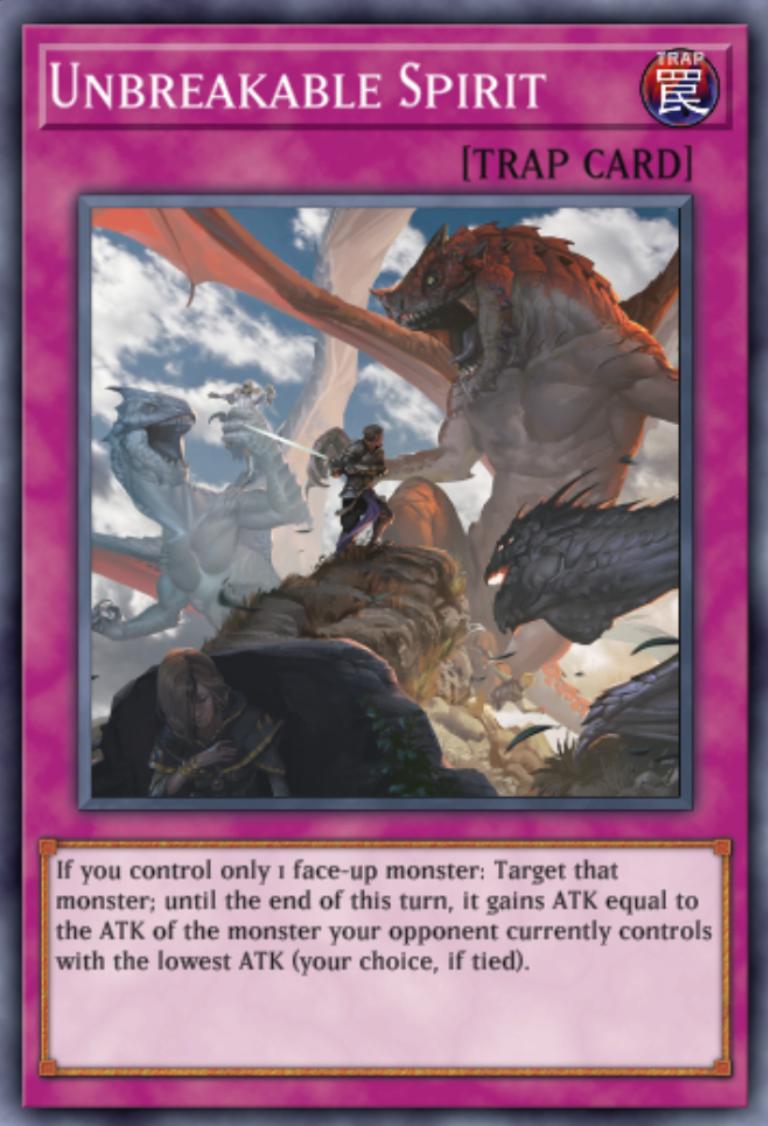 UNBREAKABLE SPIRIT
TRAP
罠
[TRAP CARD]
If you control only 1 face-up monster: Target that
monster; until the end of this turn, it gains ATK equal to
the ATK of the monster your opponent currently controls
with the lowest ATK (your choice, if tied).